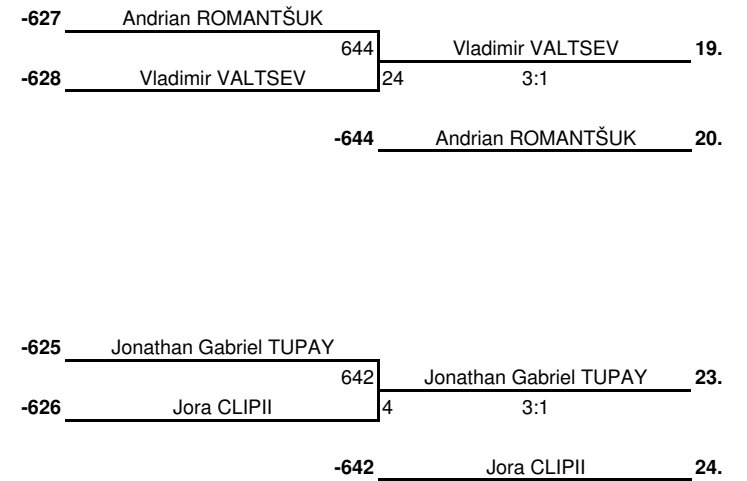 -627 Andrian ROMANTŠUK
644 Vladimir VALTSEV 19.
-628 Vladimir VALTSEV 24 3:1
-644 Andrian ROMANTŠUK 20.
-625 Jonathan Gabriel TUPAY
642 Jonathan Gabriel TUPAY 23.
-626 Jora CLIPII 4 3:1
-642 Jora CLIPII 24.